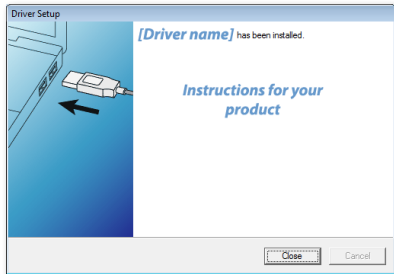 Driver Setup
[Driver name] has been installed.
Instructions for your
product
Close Cancel